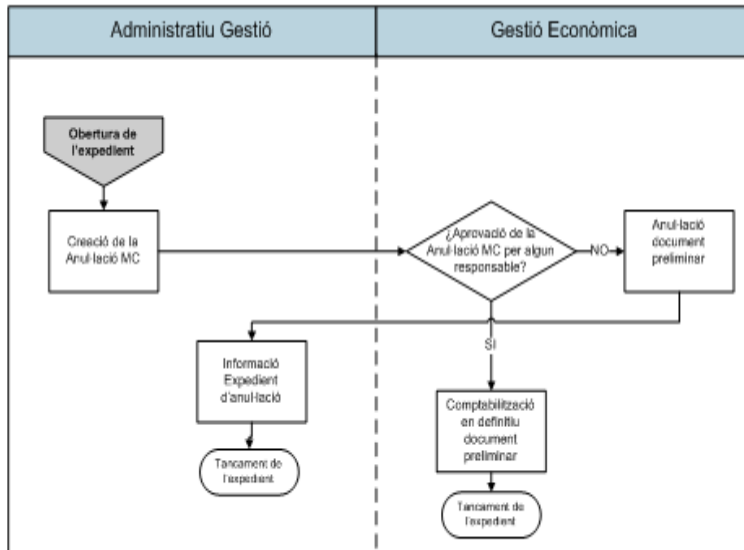 Administratiu Gestió
Gestió Econòmica
Obertura de
l'expedient
Creació de la
Anul·lació MC
¿Aprovació de la
Anul·lació MC per algun
responsable?
NO
Anul·lació
document
preliminar
SI
Informació
Expedient
d'anul·lació
Comptabilització
en definitiu
document
preliminar
Tancament de
l'expedient
Tancament de
l'expedient